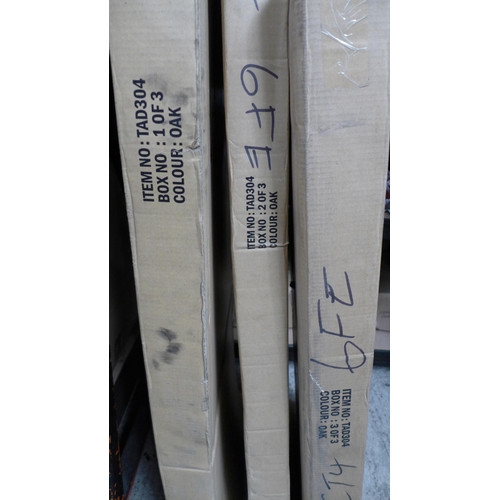 ITEM NO : TAD304
BOX NO : 1 OF 3
COLOUR : OAK
6FE
ITEM NO : TAD304
BOX NO : 2 OF 3
COLOUR : OAK
6FE
ITEM NO : TAD304
BOX NO : 3 OF 3
COLOUR : OAK